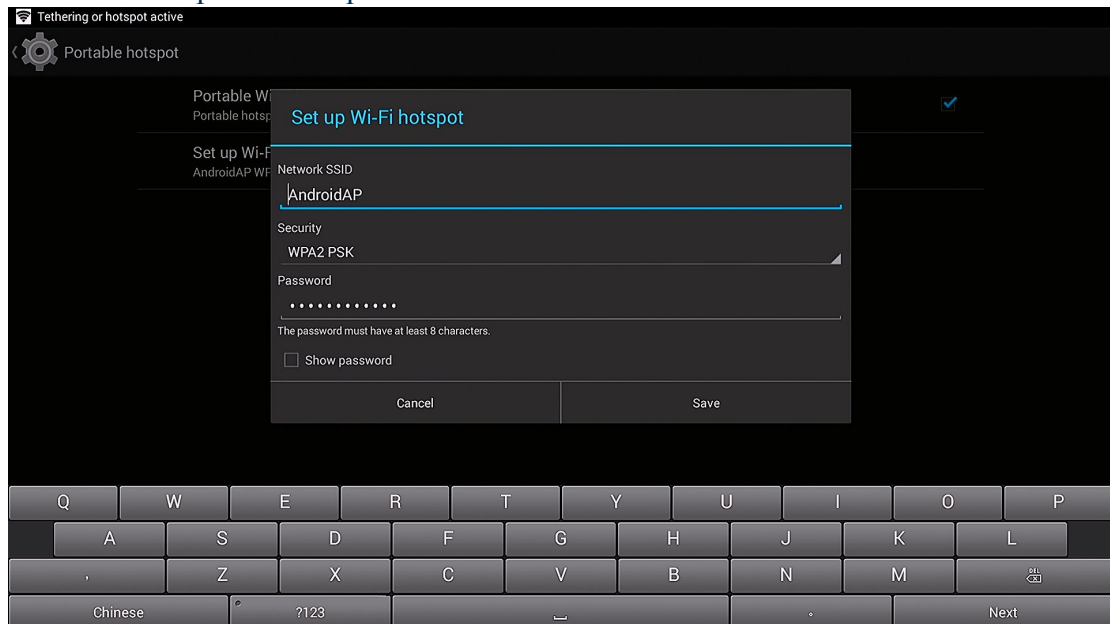 Tethering or hotspot active
Portable hotspot
Portable Wi
Portable hotsp
Set up Wi-F
AndroidAP WP
Set up Wi-Fi hotspot
Network SSID
AndroidAP
Security
WPA2 PSK
Password
••••••••••••
The password must have at least 8 characters.
Show password
Cancel Save
Q W E R T Y U I O P
A S D F G H J K L
, Z X C V B N M DEL
Chinese ?123 Next